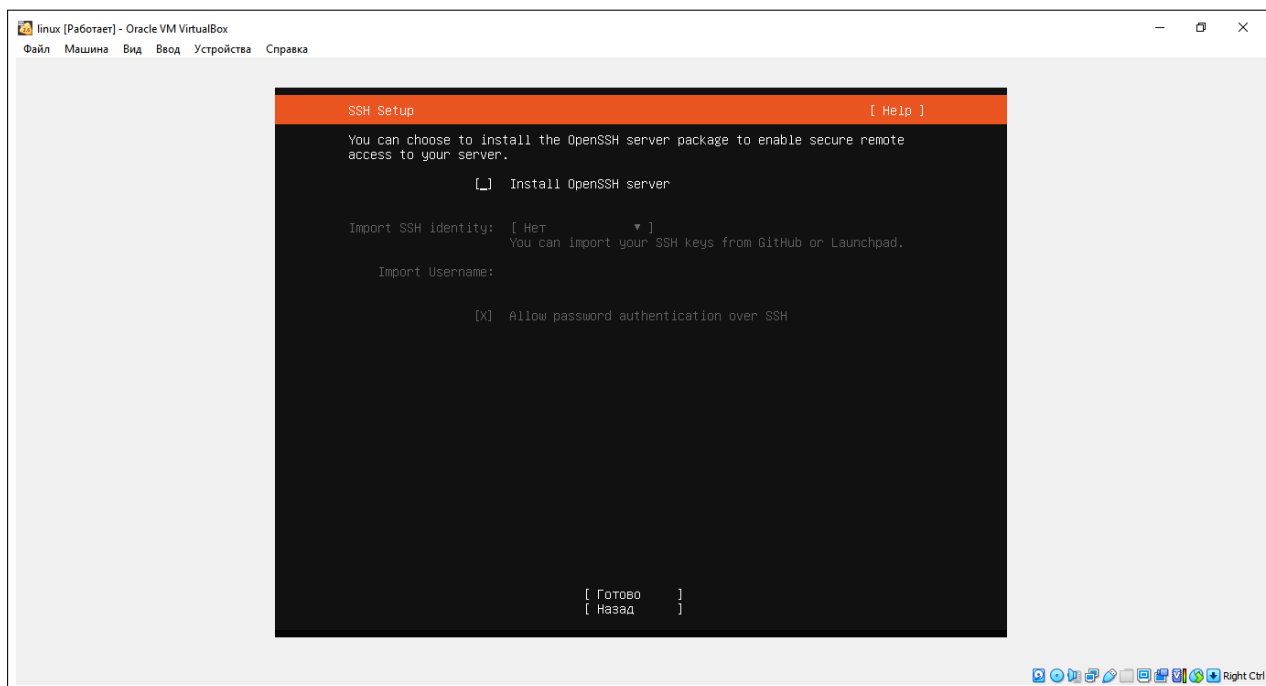 linux [Работает] - Oracle VM VirtualBox
Файл Машина Вид Ввод Устройства Справка
SSH Setup [ Help ]
You can choose to install the OpenSSH server package to enable secure remote
access to your server.
[_] Install OpenSSH server
Import SSH identity: [ Нет ▼ ]
You can import your SSH keys from GitHub or Launchpad.
Import Username:
[X] Allow password authentication over SSH
[ Готово ]
[ Назад ]
Right Ctrl